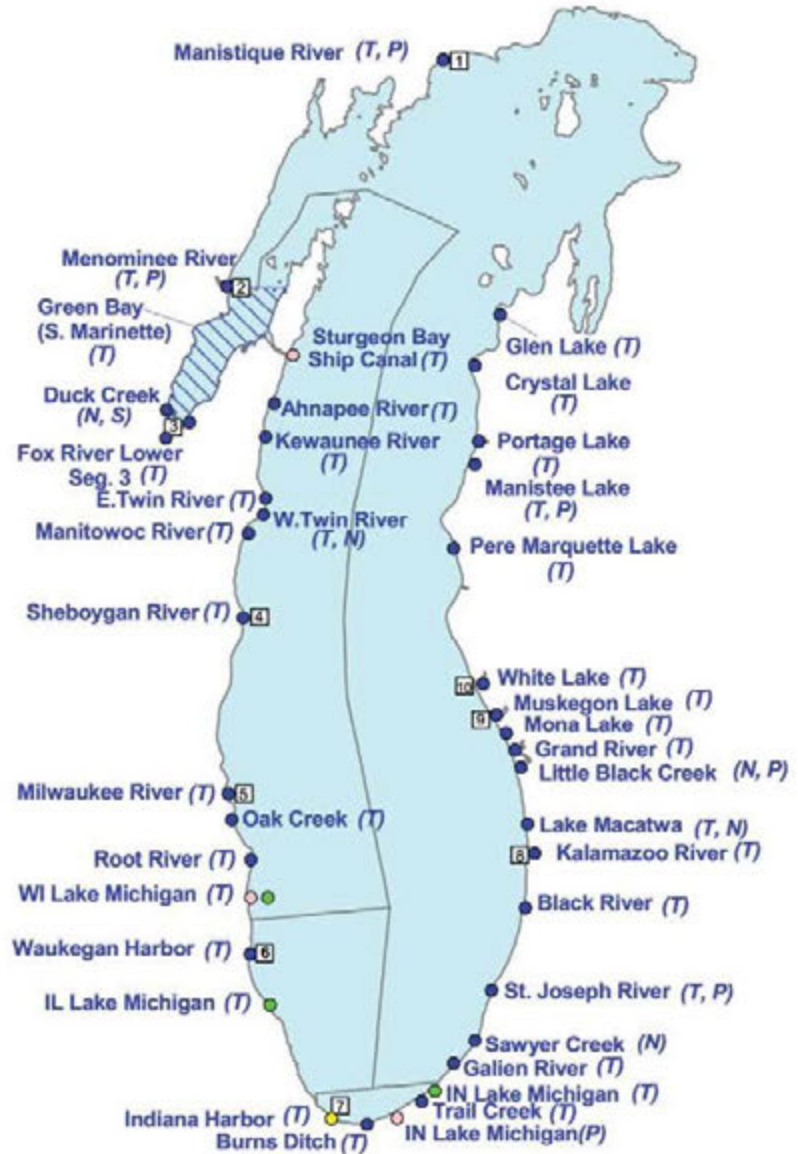 Manistique River (T, P)
1
Menominee River
(T, P)
2
Green Bay
(S. Marinette)
(T)
Sturgeon Bay
Ship Canal (T)
Glen Lake (T)
Crystal Lake
(T)
Duck Creek
(N, S)
3
Ahnapee River (T)
Kewaunee River
(T)
Portage Lake
(T)
Fox River Lower
Seg. 3 (T)
Manistee Lake
(T, P)
E.Twin River (T)
W.Twin River
(T, N)
Manitowoc River (T)
Pere Marquette Lake
(T)
Sheboygan River (T)
4
10
White Lake (T)
9
Muskegon Lake (T)
Mona Lake (T)
Grand River (T)
Little Black Creek (N, P)
Milwaukee River (T)
5
Oak Creek (T)
Lake Macatwa (T, N)
8
Kalamazoo River (T)
Root River (T)
WI Lake Michigan (T)
Black River (T)
Waukegan Harbor (T)
6
St. Joseph River (T, P)
IL Lake Michigan (T)
Sawyer Creek (N)
Galien River (T)
IN Lake Michigan (T)
7
Trail Creek (T)
Indiana Harbor (T)
IN Lake Michigan(P)
Burns Ditch (T)